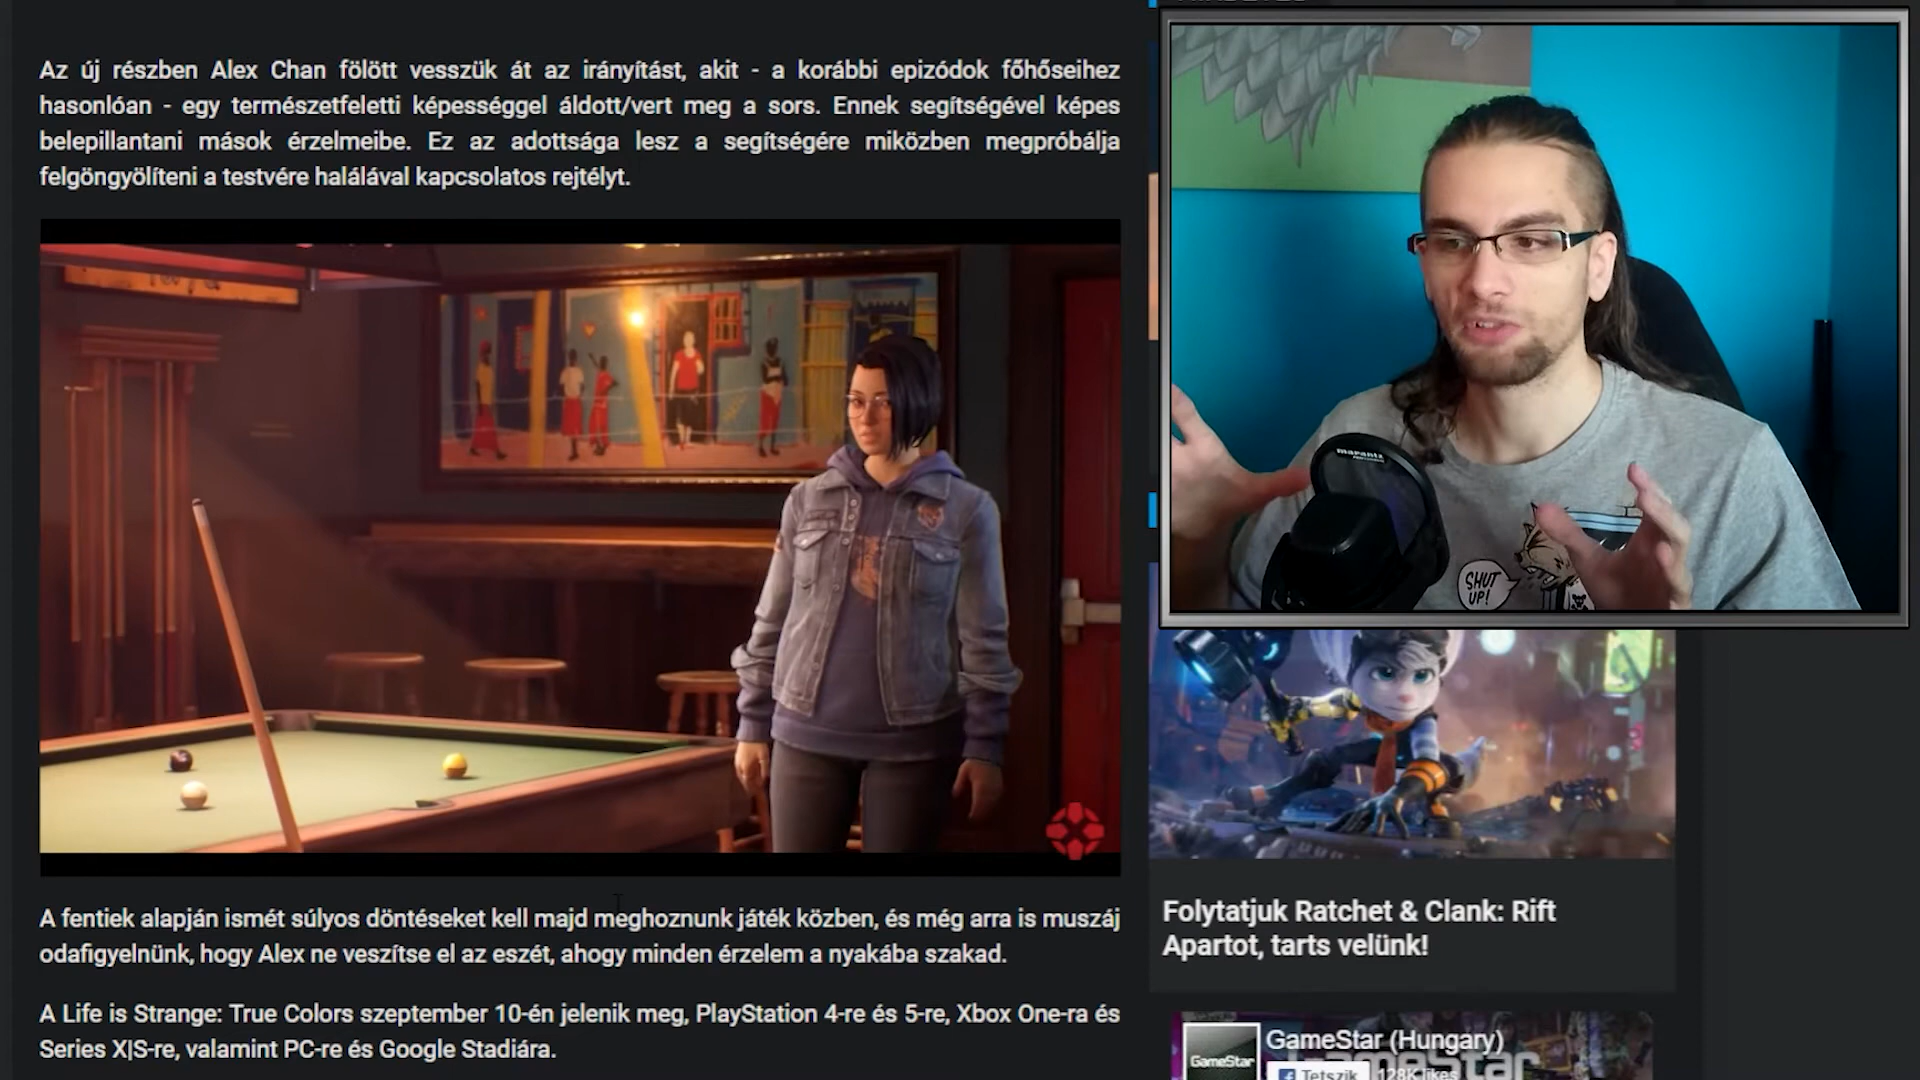 Az új részben Alex Chan fölött vesszük át az irányítást, akit - a korábbi epizódok főhőseihez
hasonlóan - egy természetfeletti képességgel áldott/vert meg a sors. Ennek segítségével képes
belepillantani mások érzelmeibe. Ez az adottsága lesz a segítségére miközben megpróbálja
felgöngyölíteni a testvére halálával kapcsolatos rejtélyt.
marantz
SHUT
UP!
A fentiek alapján ismét súlyos döntéseket kell majd meghoznunk játék közben, és még arra is muszáj
odafigyelnünk, hogy Alex ne veszítse el az eszét, ahogy minden érzelem a nyakába szakad.
A Life is Strange: True Colors szeptember 10-én jelenik meg, PlayStation 4-re és 5-re, Xbox One-ra és
Series X|S-re, valamint PC-re és Google Stadiára.
Folytatjuk Ratchet & Clank: Rift
Apartot, tarts velünk!
GameStar (Hungary)
GameStar
Tetszik 128K likes